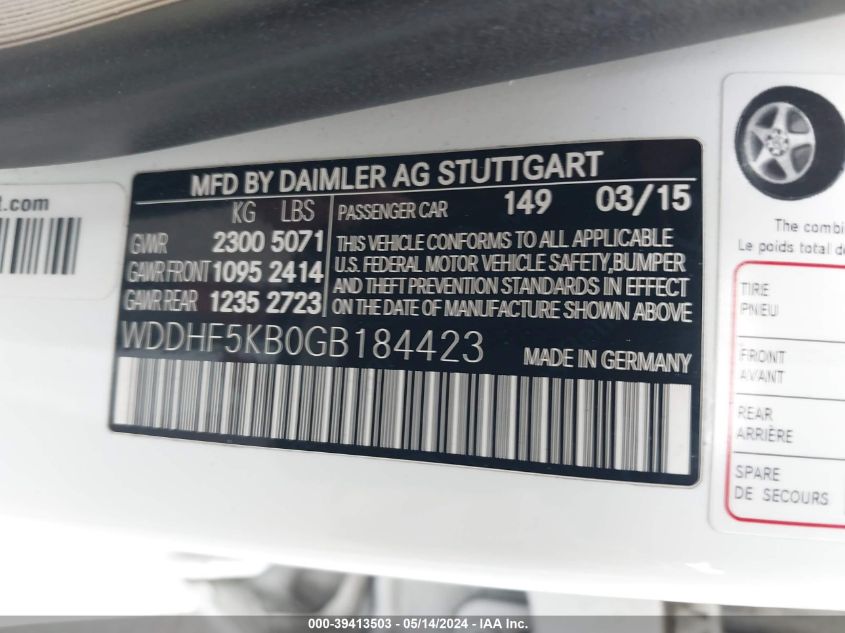 MFD BY DAIMLER AG STUTTGART
KG LBS
GVWR 2300 5071
GAWR FRONT 1095 2414
GAWR REAR 1235 2723
PASSENGER CAR 149 03/15
THIS VEHICLE CONFORMS TO ALL APPLICABLE
U.S. FEDERAL MOTOR VEHICLE SAFETY,BUMPER
AND THEFT PREVENTION STANDARDS IN EFFECT
ON THE DATE OF MANUFACTURE SHOWN ABOVE
WDDHF5KB0GB184423 MADE IN GERMANY
t.com
The combi
Le poids total de
TIRE
PNEU
FRONT
AVANT
REAR
ARRIÈRE
SPARE
DE SECOURS
000-39413503 - 05/14/2024 - IAA Inc.